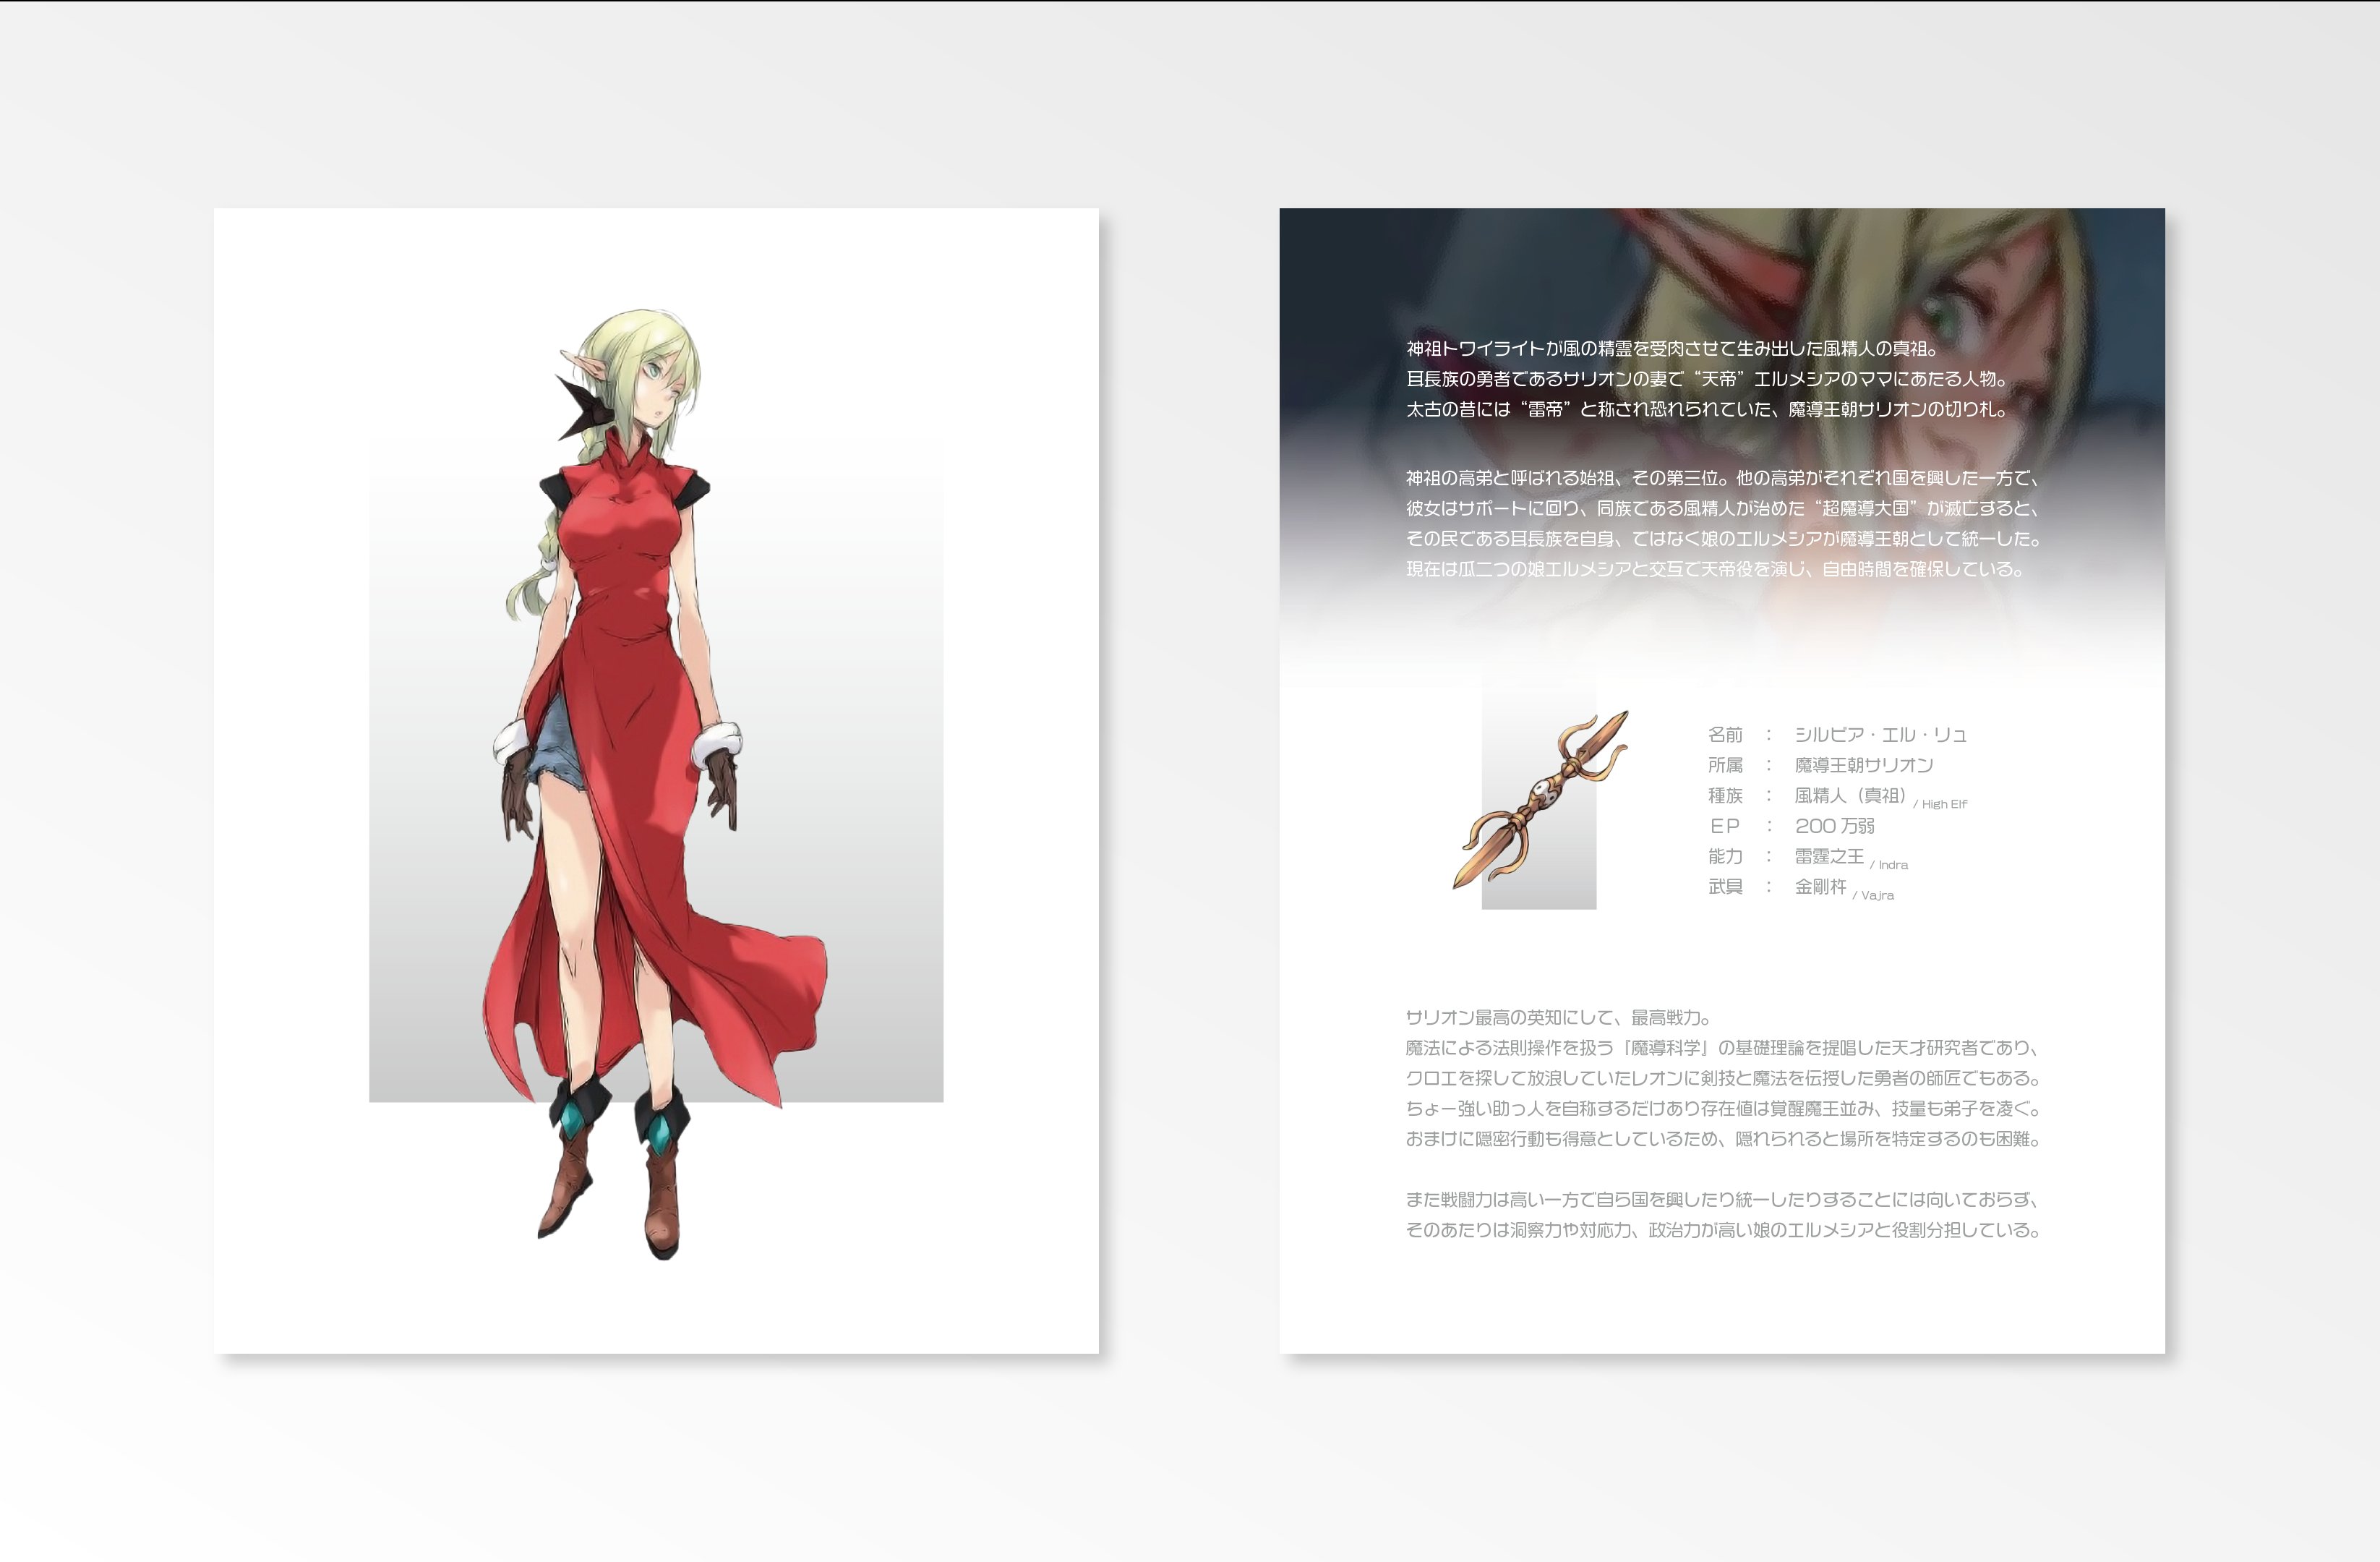 神祖トワイライトが風の精霊を受肉させて生み出した風精人の真祖。
耳長族の勇者であるサリオンの妻で“天帝”エルメシアのママにあたる人物。
太古の昔には“雷帝”と称され恐れられていた、魔導王朝サリオンの切り札。
神祖の高弟と呼ばれる始祖、その第三位。他の高弟がそれぞれ国を興した一方で、
彼女はサポートに回り、同族である風精人が治めた“超魔導大国”が滅亡すると、
その民である耳長族を自身、ではなく娘のエルメシアが魔導王朝として統一した。
現在は瓜二つの娘エルメシアと交互で天帝役を演じ、自由時間を確保している。
名前 : シルビア・エル・リュ
所属 : 魔導王朝サリオン
種族 : 風精人（真祖） / High Elf
ＥＰ : 200 万弱
能力 : 雷霆之王 / Indra
武具 : 金剛杵 / Vajra
サリオン最高の英知にして、最高戦力。
魔法による法則操作を扱う『魔導科学』の基礎理論を提唱した天才研究者であり、
クロエを探して放浪していたレオンに剣技と魔法を伝授した勇者の師匠でもある。
ちょー強い助っ人を自称するだけあり存在値は覚醒魔王並み、技量も弟子を凌ぐ。
おまけに隠密行動も得意としているため、隠れられると場所を特定するのも困難。
また戦闘力は高い一方で自ら国を興したり統一したりすることには向いておらず、
そのあたりは洞察力や対応力、政治力が高い娘のエルメシアと役割分担している。